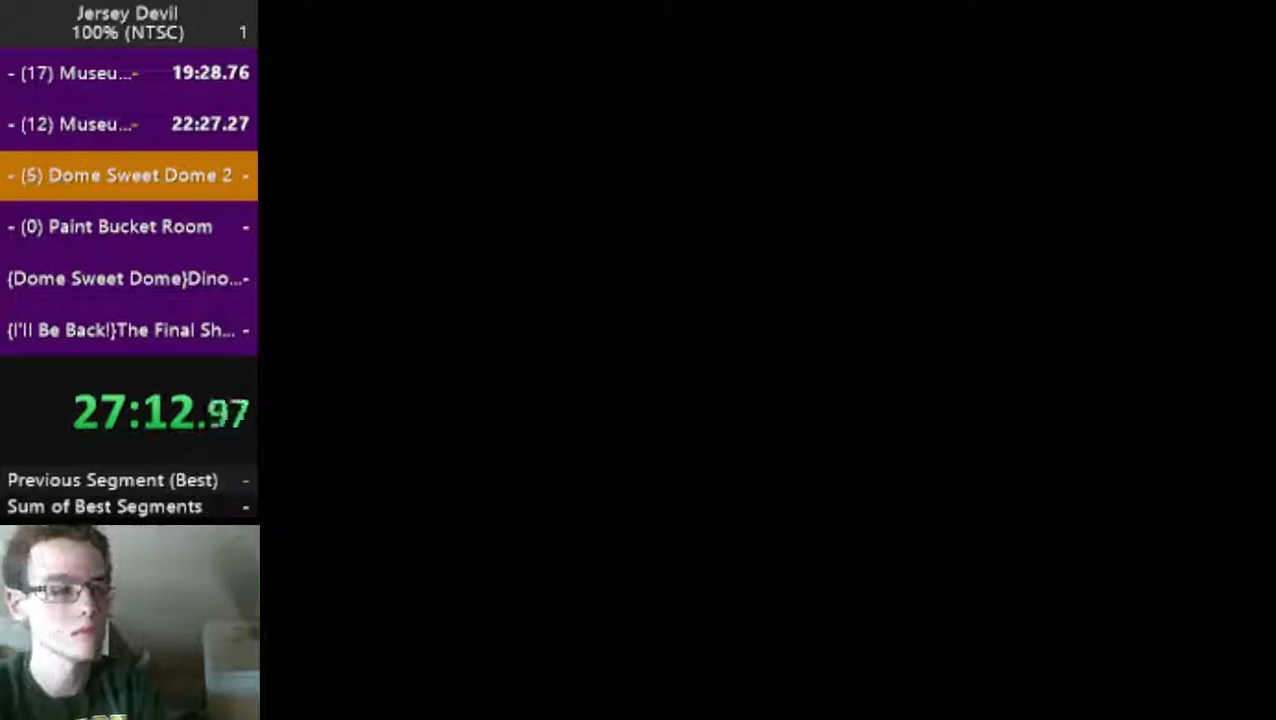 Jersey Devil
100% (NTSC) 1
- (17) Museu...- 19:28.76
- (12) Museu...- 22:27.27
- (5) Dome Sweet Dome 2 -
- (0) Paint Bucket Room -
{Dome Sweet Dome}Dino...-
{I'll Be Back!}The Final Sh... -
27:12.97
Previous Segment (Best) -
Sum of Best Segments -